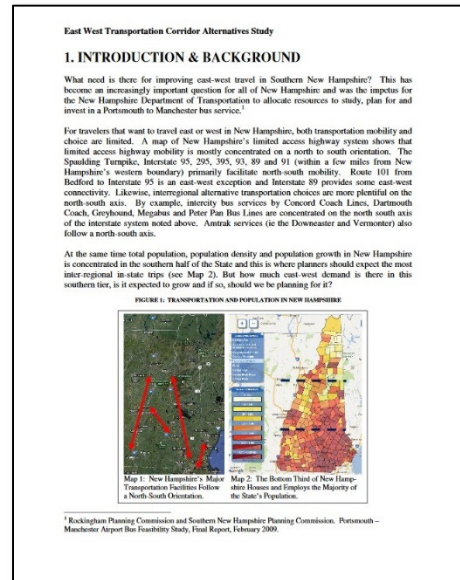 East West Transportation Corridor Alternatives Study
1. INTRODUCTION & BACKGROUND
What need is there for improving east-west travel in Southern New Hampshire? This has
become an increasingly important question for all of New Hampshire and was the impetus for
the New Hampshire Department of Transportation to allocate resources to study, plan for and
invest in a Portsmouth to Manchester bus service.¹
For travelers that want to travel east or west in New Hampshire, both transportation mobility and
choice are limited. A map of New Hampshire's limited access highway system shows that
limited access highway mobility is mostly concentrated on a north to south orientation. The
Spaulding Turnpike, Interstate 95, 295, 395, 93, 89 and 91 (within a few miles from New
Hampshire's western boundary) primarily facilitate north-south mobility. Route 101 from
Bedford to Interstate 95 is an east-west exception and Interstate 89 provides some east-west
connectivity. Likewise, interregional alternative transportation choices are more plentiful on the
north-south axis. By example, intercity bus services by Concord Coach Lines, Dartmouth
Coach, Greyhound, Megabus and Peter Pan Bus Lines are concentrated on the north south axis
of the interstate system noted above. Amtrak services (ie the Downeaster and Vermonter) also
follow a north-south axis.
At the same time total population, population density and population growth in New Hampshire
is concentrated in the southern half of the State and this is where planners should expect the most
inter-regional in-state trips (see Map 2). But how much east-west demand is there in this
southern tier, is it expected to grow and if so, should we be planning for it?
FIGURE 1: TRANSPORTATION AND POPULATION IN NEW HAMPSHIRE
Map 1: New Hampshire's Major
Transportation Facilities Follow
a North-South Orientation.
Map 2: The Bottom Third of New Hamp-
shire Houses and Employs the Majority of
the State's Population.
¹ Rockingham Planning Commission and Southern New Hampshire Planning Commission. Portsmouth –
Manchester Airport Bus Feasibility Study, Final Report, February 2009.